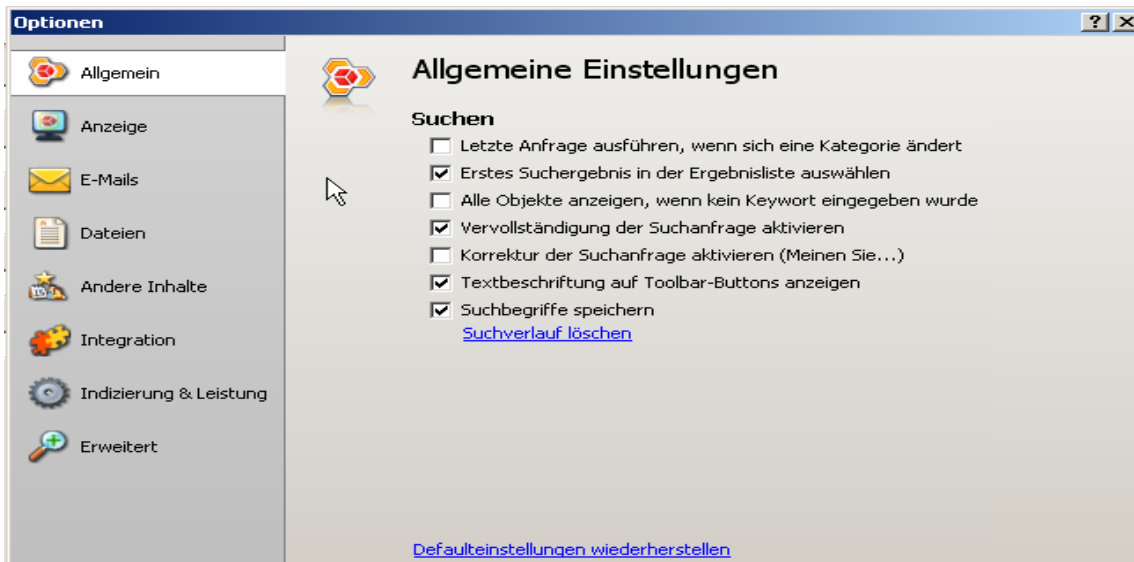 Optionen
Allgemein
Anzeige
E-Mails
Dateien
Andere Inhalte
Integration
Indizierung & Leistung
Erweitert
Allgemeine Einstellungen
Suchen
Letzte Anfrage ausführen, wenn sich eine Kategorie ändert
Erstes Suchergebnis in der Ergebnisliste auswählen
Alle Objekte anzeigen, wenn kein Keywort eingegeben wurde
Vervollständigung der Suchanfrage aktivieren
Korrektur der Suchanfrage aktivieren (Meinen Sie...)
Textbeschriftung auf Toolbar-Buttons anzeigen
Suchbegriffe speichern
Suchverlauf löschen
Defaulteinstellungen wiederherstellen